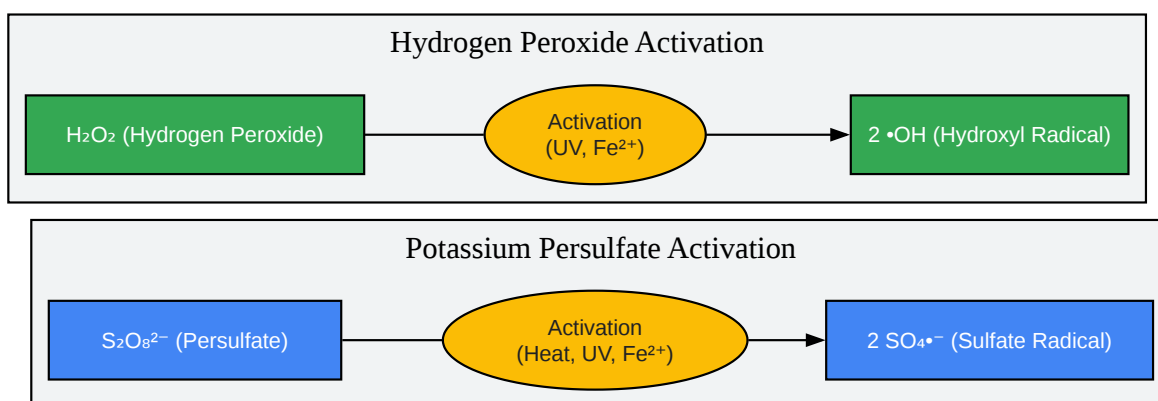 Hydrogen Peroxide Activation
H₂O₂ (Hydrogen Peroxide)
Activation
(UV, Fe²⁺)
2 •OH (Hydroxyl Radical)
Potassium Persulfate Activation
S₂O₈²⁻ (Persulfate)
Activation
(Heat, UV, Fe²⁺)
2 SO₄•⁻ (Sulfate Radical)